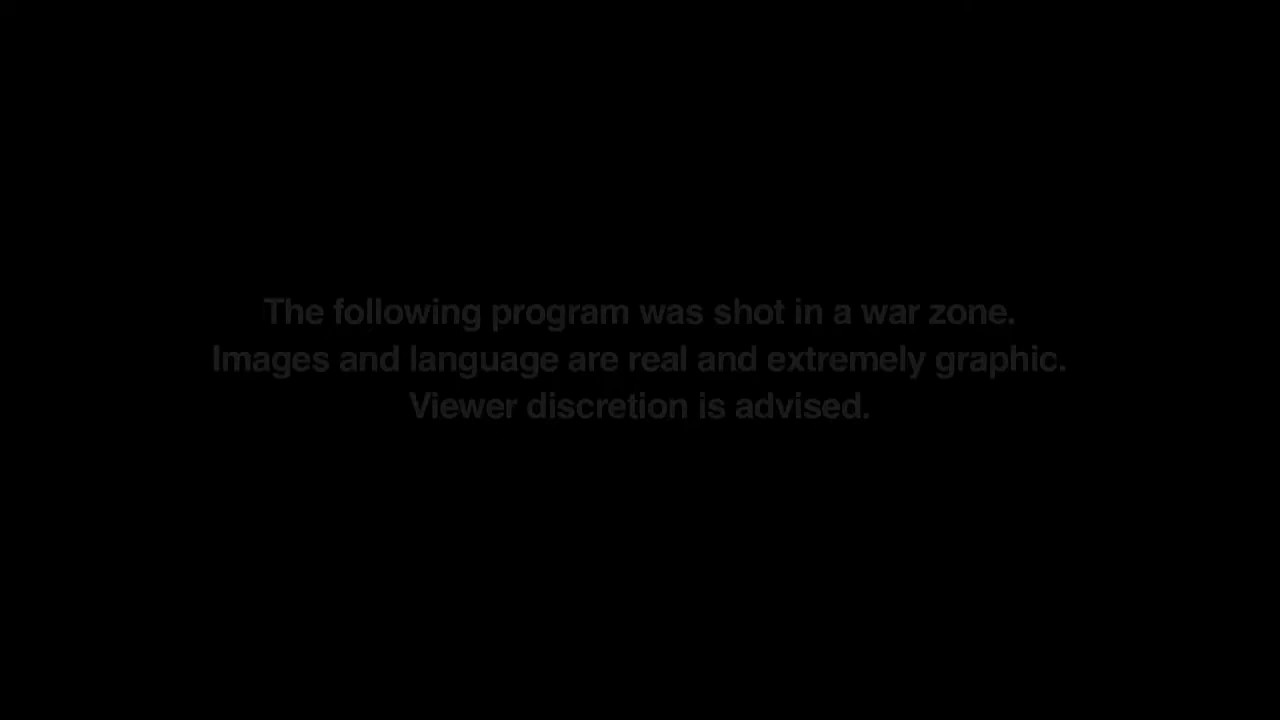 The following program was shot in a war zone.
Images and language are real and extremely graphic.
Viewer discretion is advised.